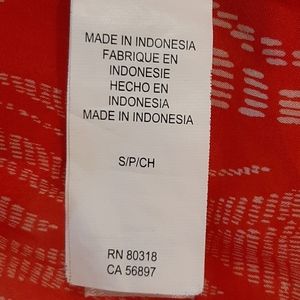 MADE IN INDONESIA
FABRIQUE EN
INDONESIE
HECHO EN
INDONESIA
MADE IN INDONESIA
S/P/CH
RN 80318
CA 56897